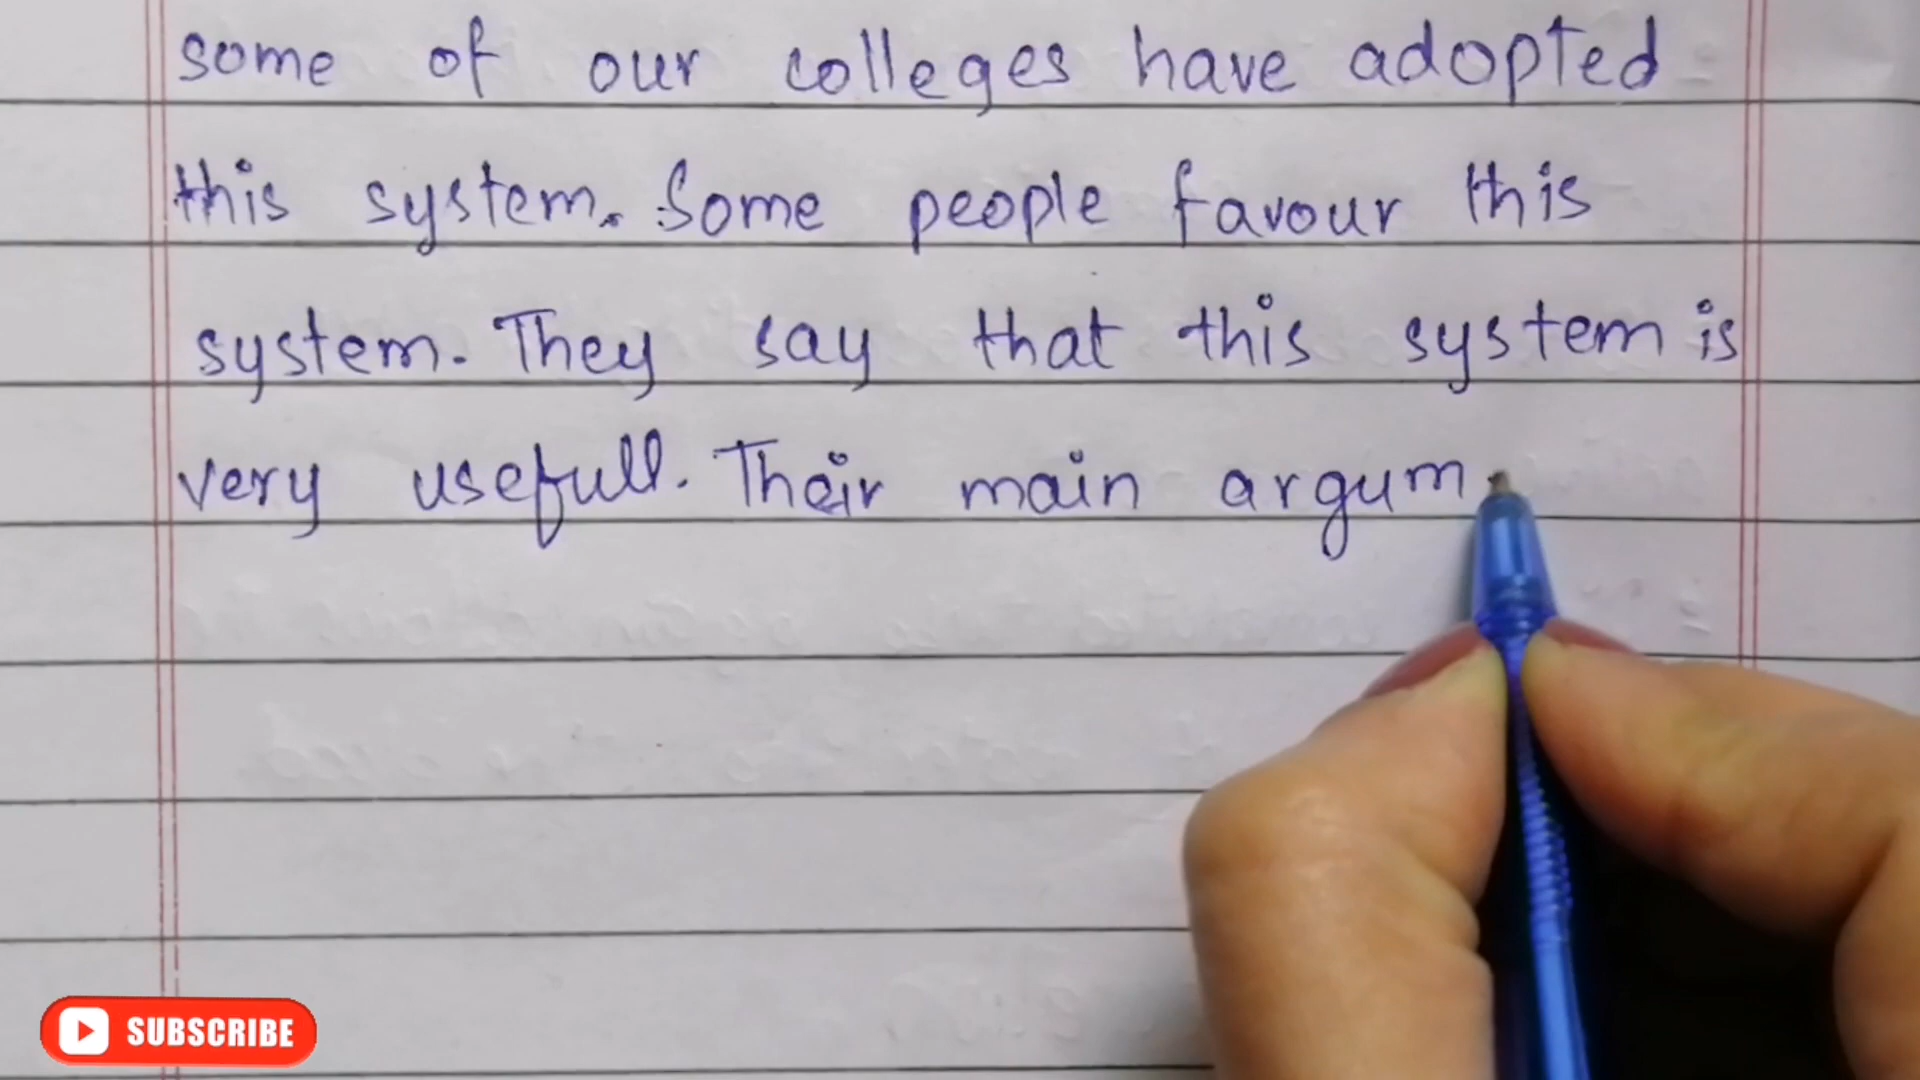 some of our colleges have adopted
this system. Some people favour this
system. They say that this system is
very usefull. Their main argum
SUBSCRIBE